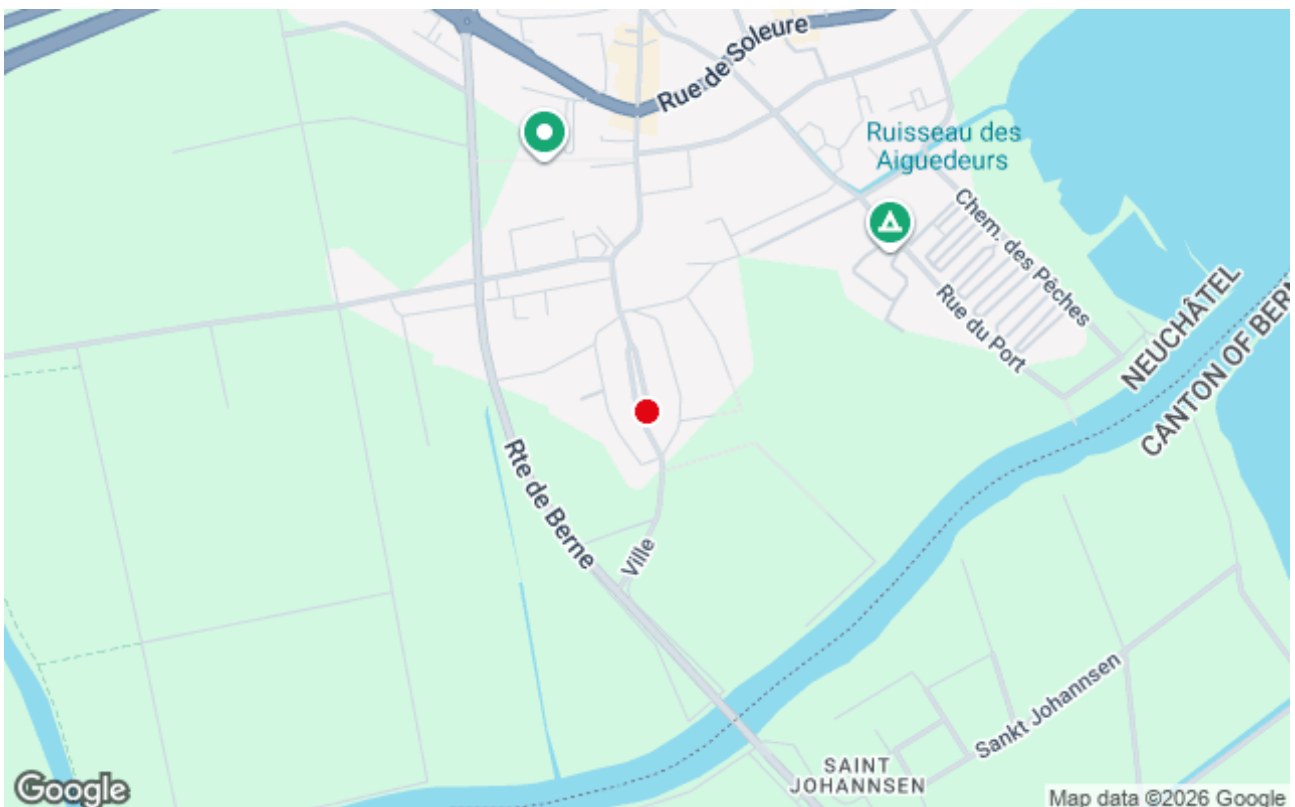 Rue de Soleure
Ruisseau des
Aiguedeurs
Chem. des Pêches
Rue du Port
NEUCHÂTEL
CANTON OF BERN
Rte de Berne
Ville
Sankt Johannsen
SAINT
JOHANNSEN
Google
Map data ©2026 Google